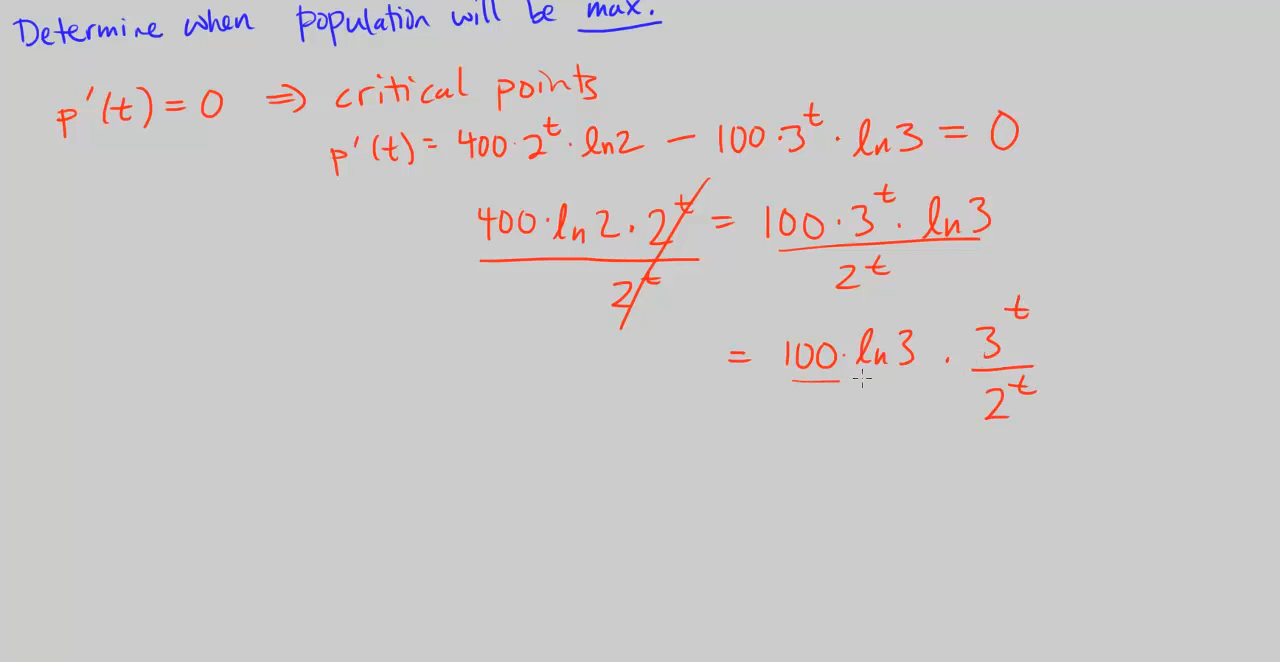 Determine when population will be max.
p'(t) = 0 ⇒ critical points
p'(t) = 400·2^t · ln2 − 100·3^t · ln3 = 0
400·ln2·2^t / 2^t = 100·3^t·ln3 / 2^t
= 100·ln3 · 3^t / 2^t